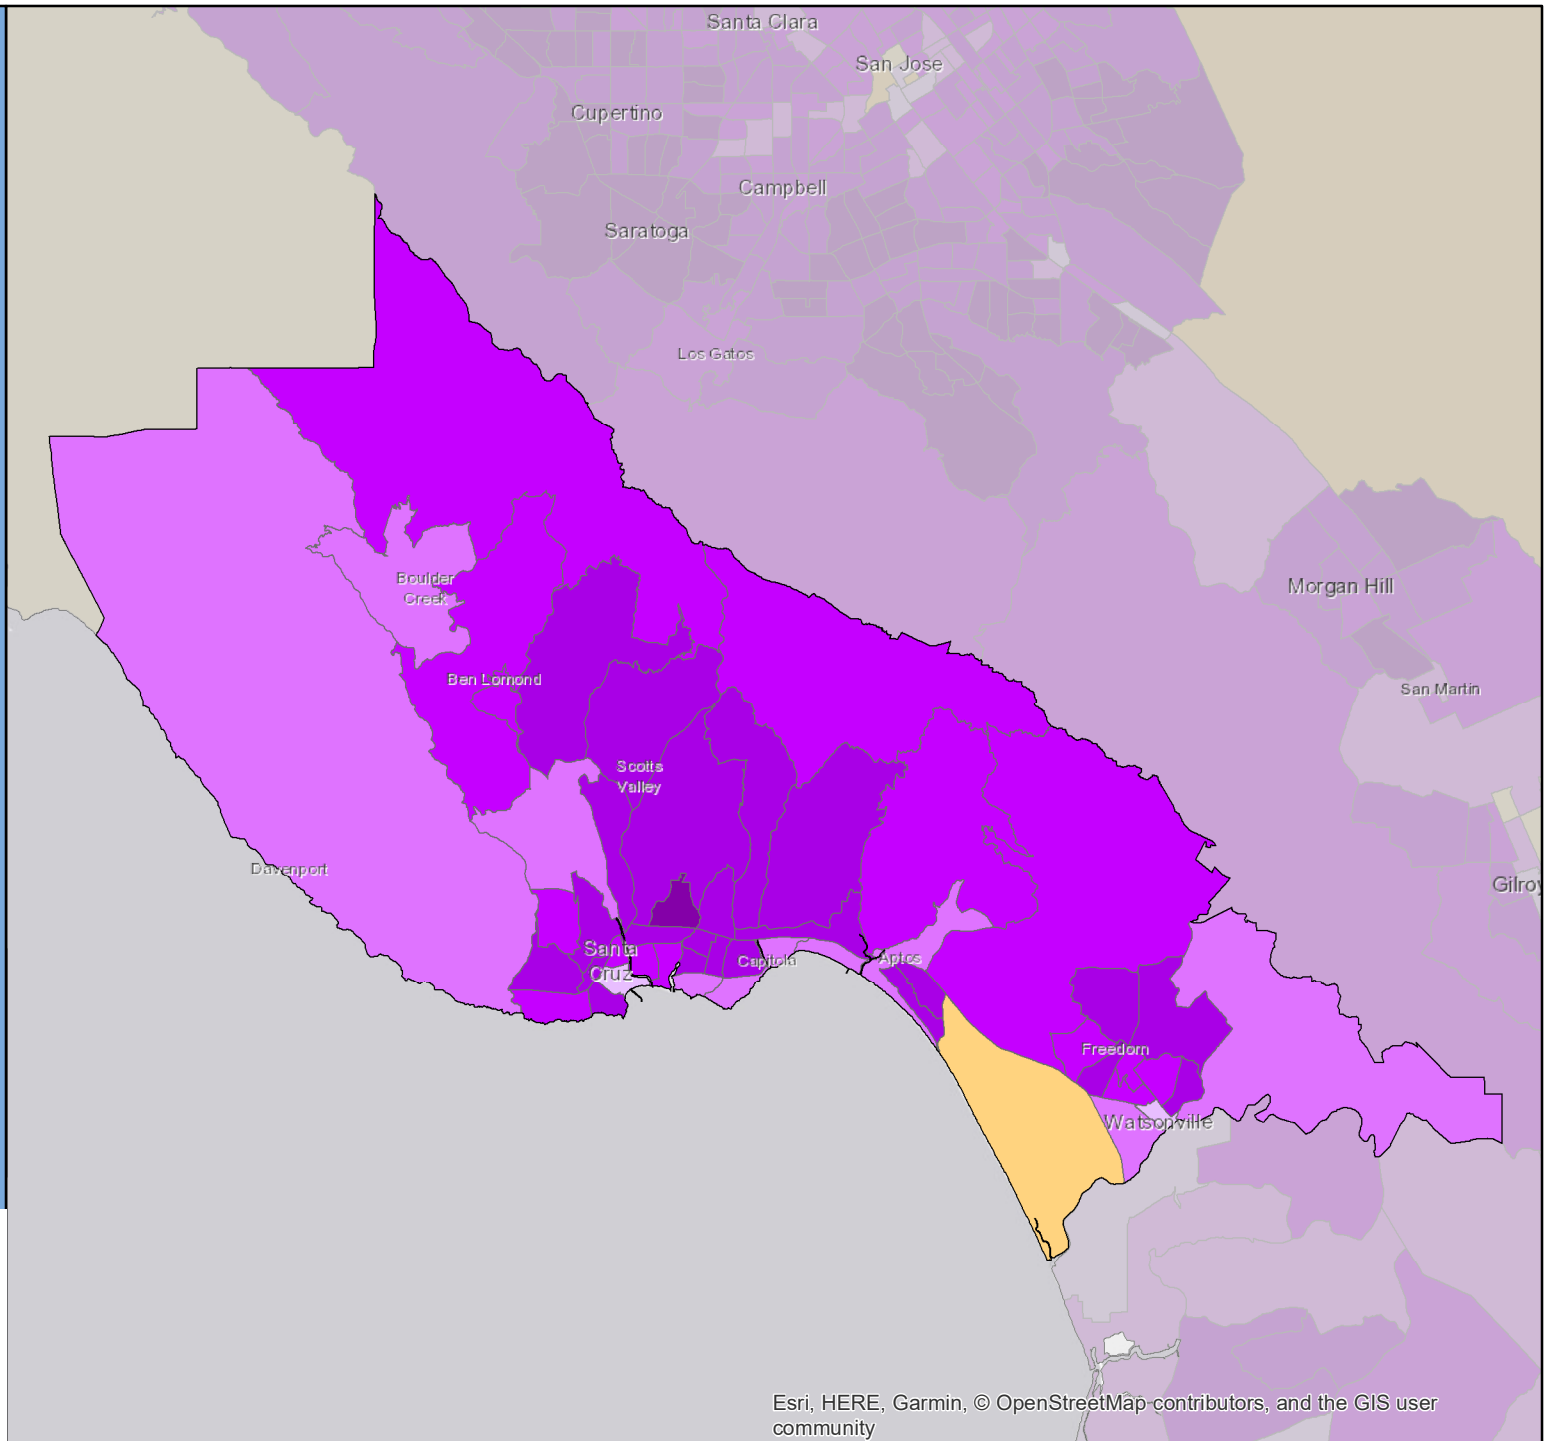 Santa Clara
San Jose
Cupertino
Campbell
Saratoga
Los Gatos
Boulder
Creek
Morgan Hill
Ben Lomond
San Martin
Scotts
Valley
Davenport
Gilroy
Santa
Cruz
Capitola
Aptos
Freedom
Watsonville
Esri, HERE, Garmin, © OpenStreetMap contributors, and the GIS user
community